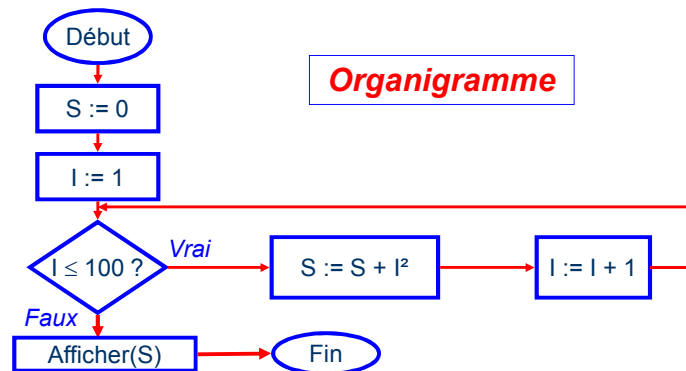 Début
Organigramme
S := 0
I := 1
I ≤ 100 ?
Vrai
S := S + I²
I := I + 1
Faux
Afficher(S)
Fin